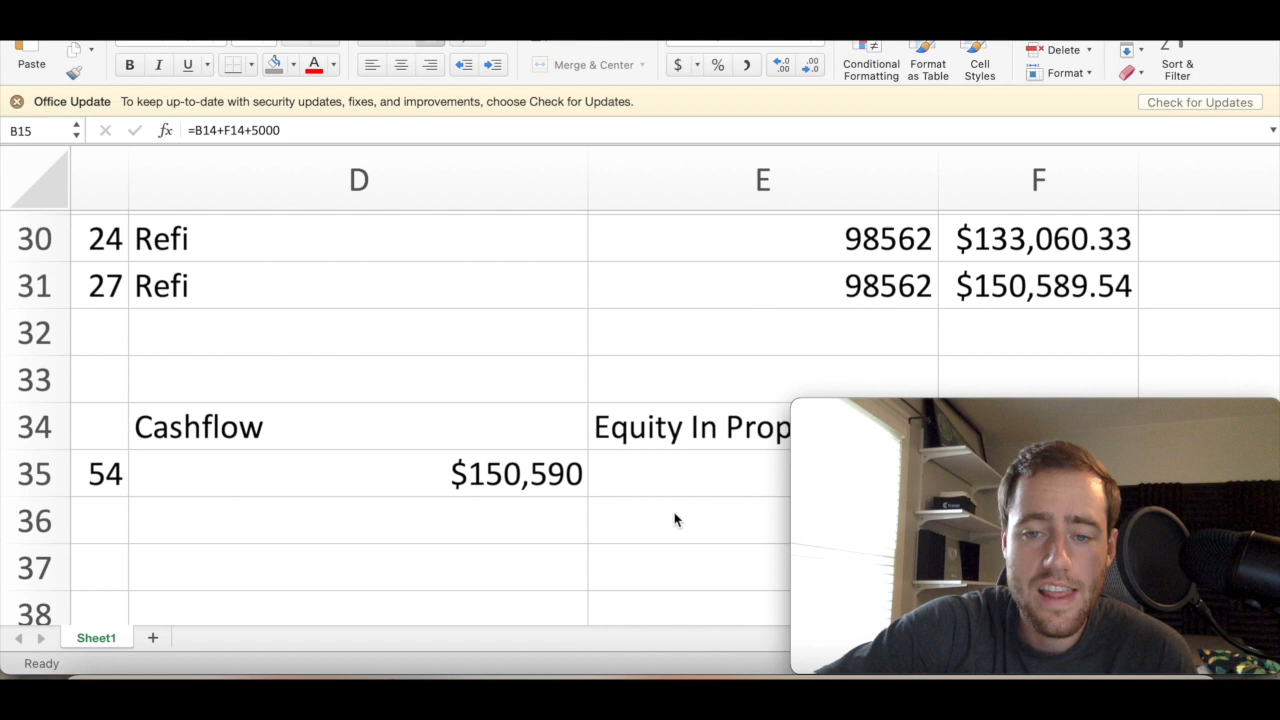 Paste
B I U A
Merge & Center
$ % 
Conditional Formatting
Format as Table
Cell Styles
Delete
Format
Sort & Filter
Office Update To keep up-to-date with security updates, fixes, and improvements, choose Check for Updates. Check for Updates
B15 fx =B14+F14+5000
D E F
30 24 Refi 98562 $133,060.33
31 27 Refi 98562 $150,589.54
32
33
34 Cashflow Equity In Prop
35 54 $150,590
36
37
38
Sheet1 +
Ready